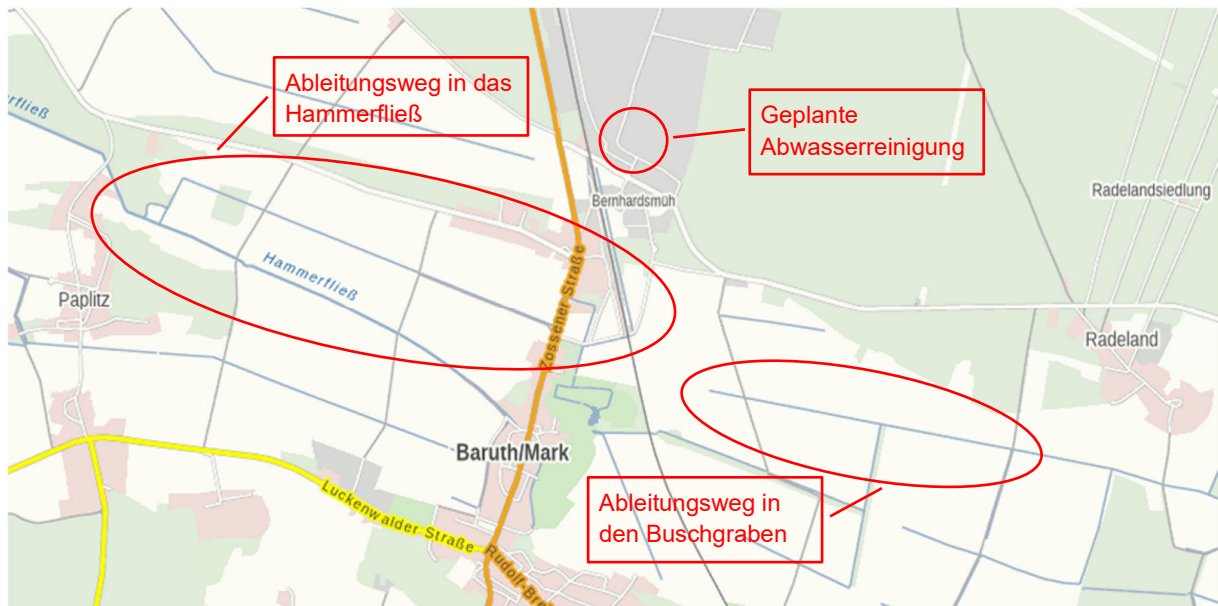 Ableitungsweg in das
Hammerfließ
Geplante
Abwasserreinigung
erfließ
Bernhardsmüh
Radelandsiedlung
Hammerfließ
Paplitz
Zossener Straße
Radeland
Baruth/Mark
Ableitungsweg in
den Buschgraben
Luckenwalder Straße
Rudolf-Bre